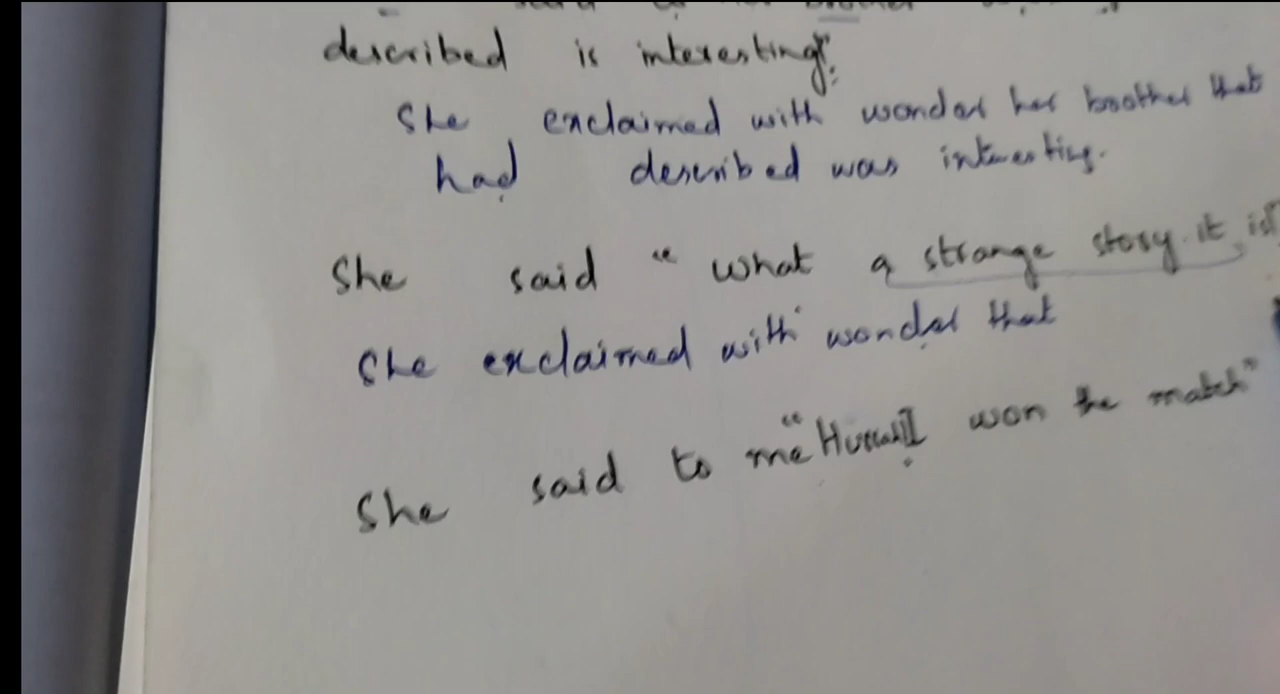 described is interesting".
She exclaimed with wonder her brother that
had described was interesting.
She said " what a strange story it is"
She exclaimed with wonder that
She said to me "Hurrah! I won the match"